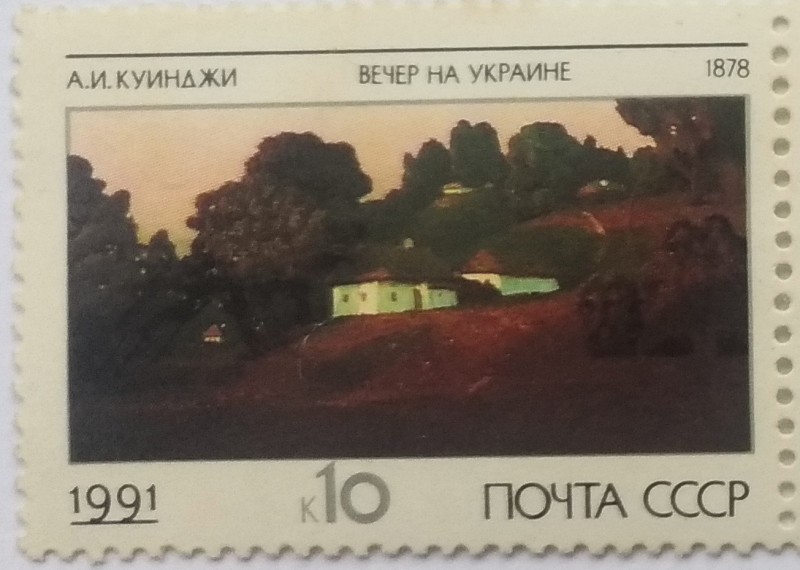 А.И. КУИНДЖИ ВЕЧЕР НА УКРАИНЕ 1878
1991 к10 ПОЧТА СССР